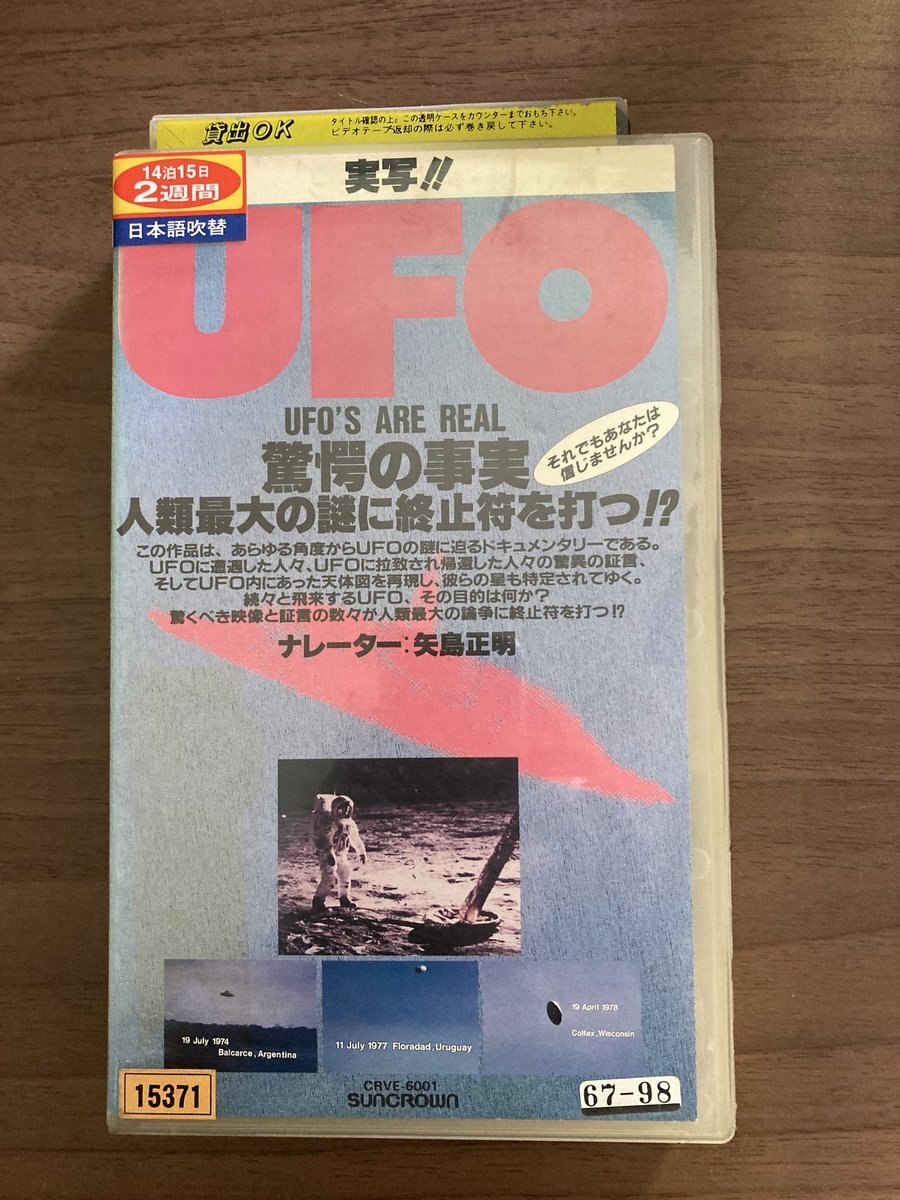 貸出OK
タイトル確認の上、この透明ケースをカウンターまでおもち下さい。
ビデオテープ返却の際は必ず巻き戻して下さい。
14泊15日
2週間
日本語吹替
実写!!
UFO
UFO'S ARE REAL
驚愕の事実
それでもあなたは
信じませんか?
人類最大の謎に終止符を打つ!?
この作品は、あらゆる角度からUFOの謎に迫るドキュメンタリーである。
UFOに遭遇した人々、UFOに拉致され帰還した人々の驚異の証言、
そしてUFO内にあった天体図を再現し、彼らの星も特定されてゆく。
続々と飛来するUFO、その目的は何か?
驚くべき映像と証言の数々が人類最大の論争に終止符を打つ!?
ナレーター:矢島正明
19 July 1974
Balcarce, Argentina
11 July 1977 Floradad, Uruguay
19 April 1978
Colfax, Wisconsin
15371
CRVE-6001
SUNCROWN
67-98